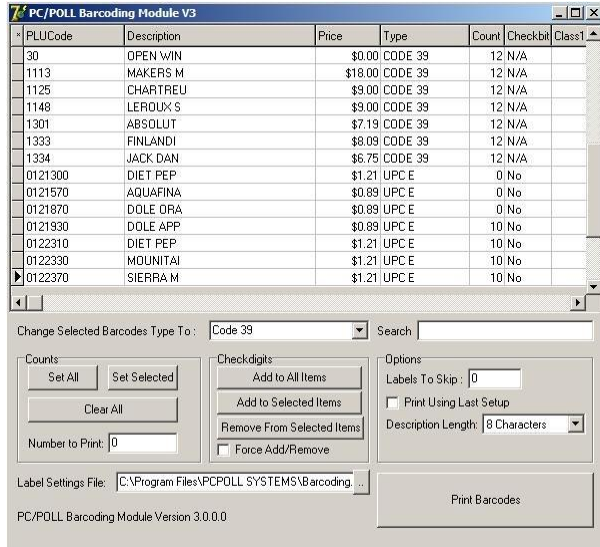 PC/POLL Barcoding Module V3
* PLUCode Description Price Type Count Checkbit Class1
30 OPEN WIN $0.00 CODE 39 12 N/A
1113 MAKERS M $18.00 CODE 39 12 N/A
1125 CHARTREU $9.00 CODE 39 12 N/A
1148 LEROUX S $9.00 CODE 39 12 N/A
1301 ABSOLUT $7.19 CODE 39 12 N/A
1333 FINLANDI $8.09 CODE 39 12 N/A
1334 JACK DAN $6.75 CODE 39 12 N/A
0121300 DIET PEP $1.21 UPC E 0 No
0121570 AQUAFINA $0.89 UPC E 0 No
0121870 DOLE ORA $0.89 UPC E 0 No
0121930 DOLE APP $0.89 UPC E 10 No
0122310 DIET PEP $1.21 UPC E 10 No
0122330 MOUNITAI $1.21 UPC E 10 No
0122370 SIERRA M $1.21 UPC E 10 No
Change Selected Barcodes Type To : Code 39 Search
Counts
Set All Set Selected
Clear All
Number to Print: 0
Checkdigits
Add to All Items
Add to Selected Items
Remove From Selected Items
Force Add/Remove
Options
Labels To Skip : 0
Print Using Last Setup
Description Length: 8 Characters
Label Settings File: C:\Program Files\PCPOLL SYSTEMS\Barcoding. ..
Print Barcodes
PC/POLL Barcoding Module Version 3.0.0.0